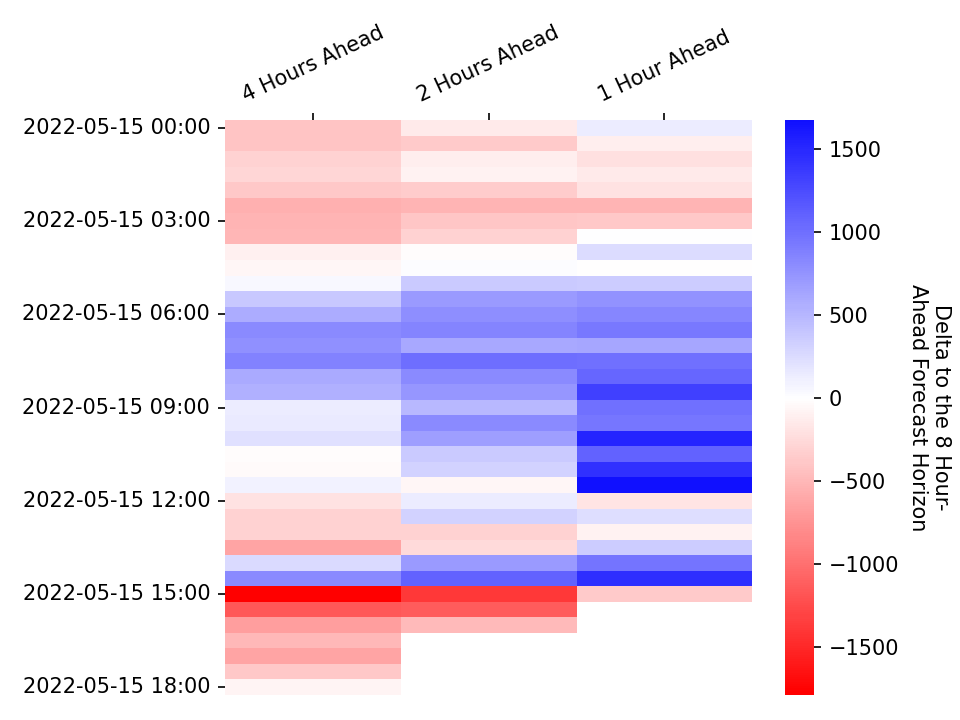 4 Hours Ahead
2 Hours Ahead
1 Hour Ahead
2022-05-15 00:00
2022-05-15 03:00
2022-05-15 06:00
2022-05-15 09:00
2022-05-15 12:00
2022-05-15 15:00
2022-05-15 18:00
1500
1000
500
0
−500
−1000
−1500
Delta to the 8 Hour-
Ahead Forecast Horizon